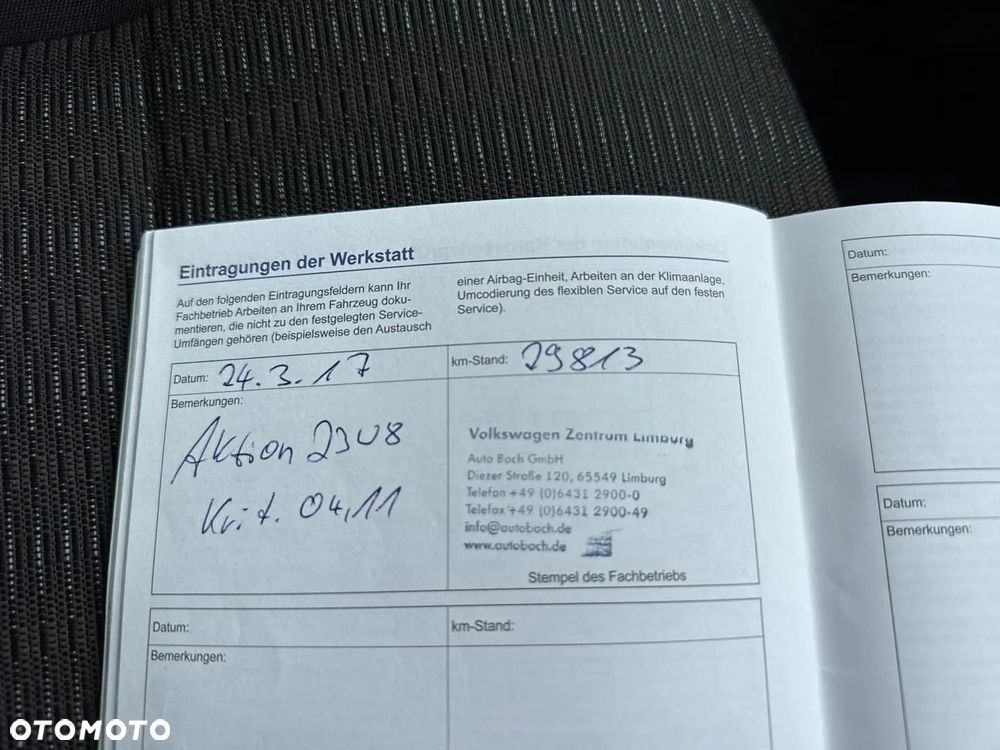 Eintragungen der Werkstatt
Auf den folgenden Eintragungsfeldern kann Ihr
Fachbetrieb Arbeiten an Ihrem Fahrzeug doku-
mentieren, die nicht zu den festgelegten Service-
Umfängen gehören (beispielsweise den Austausch
einer Airbag-Einheit, Arbeiten an der Klimaanlage,
Umcodierung des flexiblen Service auf den festen
Service).
Datum: 24.3.17
km-Stand: 29813
Bemerkungen:
Aktion 23U8
Krit. 04,11
Volkswagen Zentrum Limburg
Auto Bach GmbH
Diezer Straße 120, 65549 Limburg
Telefon +49 (0)6431 2900-0
Telefax +49 (0)6431 2900-49
info@autobach.de
www.autobach.de
Stempel des Fachbetriebs
Datum:
km-Stand:
Bemerkungen:
Datum:
Bemerkungen:
Datum:
Bemerkungen:
OTOMOTO